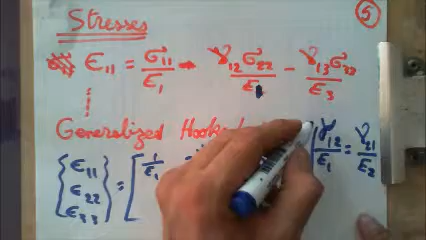 Stresses
5
ϵ₁₁ = σ₁₁/E₁ - ν₁₂σ₂₂/E - ν₁₃σ₃₃/E₃
Generalized Hooke
{ϵ₁₁ ϵ₂₂ ϵ₃₃} = [1/E₁ ν₁₂/E₁ = ν₂₁/E₂